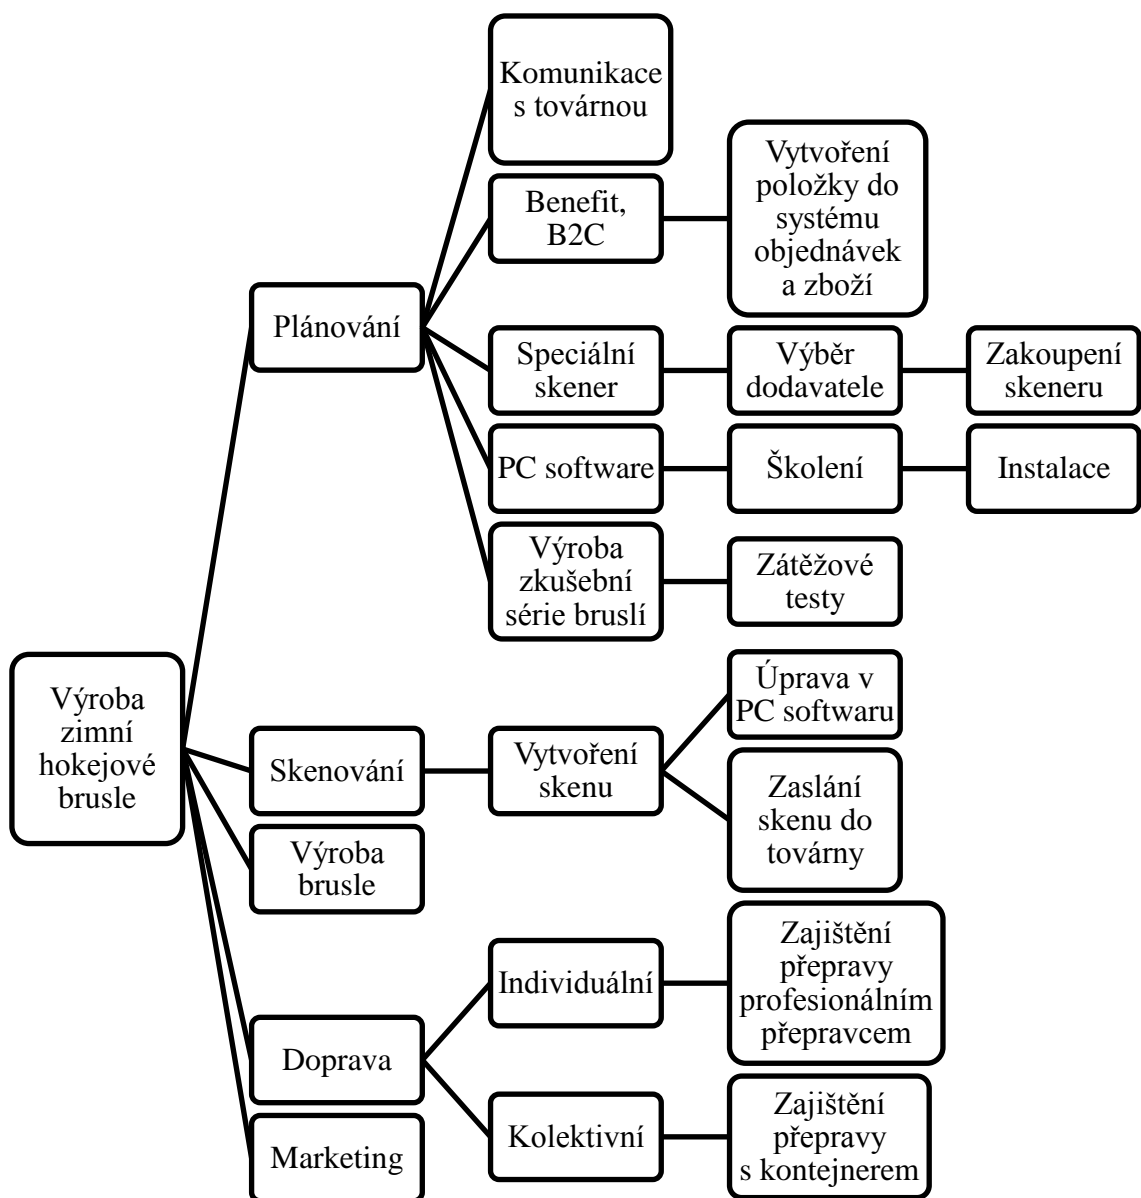 Komunikace
s továrnou
Benefit,
B2C
Vytvoření
položky do
systému
objednávek
a zboží
Plánování
Speciální
skener
Výběr
dodavatele
Zakoupení
skeneru
PC software
Školení
Instalace
Výroba
zkušební
série bruslí
Zátěžové
testy
Výroba
zimní
hokejové
brusle
Skenování
Vytvoření
skenu
Úprava v
PC softwaru
Zaslání
skenu do
továrny
Výroba
brusle
Doprava
Individuální
Zajištění
přepravy
profesionálním
přepravcem
Kolektivní
Zajištění
přepravy
s kontejnerem
Marketing